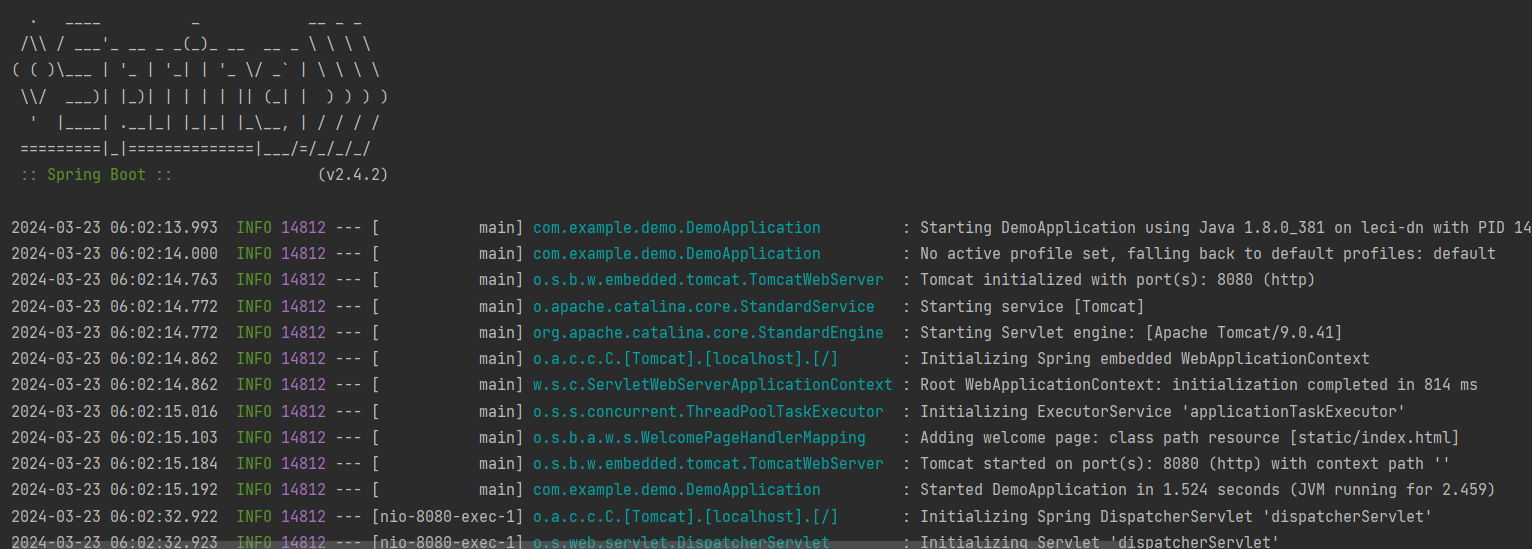 .   ____          _            __ _ _
 /\\ / ___'_ __ _ _(_)_ __  __ _ \ \ \ \
( ( )\___ | '_ | '_| | '_ \/ _` | \ \ \ \
 \\/  ___)| |_)| | | | | || (_| |  ) ) ) )
  '  |____| .__|_| |_|_| |_\__, | / / / /
 =========|_|==============|___/=/_/_/_/
 :: Spring Boot ::                (v2.4.2)
2024-03-23 06:02:13.993  INFO 14812 --- [           main] com.example.demo.DemoApplication         : Starting DemoApplication using Java 1.8.0_381 on leci-dn with PID 14
2024-03-23 06:02:14.000  INFO 14812 --- [           main] com.example.demo.DemoApplication         : No active profile set, falling back to default profiles: default
2024-03-23 06:02:14.763  INFO 14812 --- [           main] o.s.b.w.embedded.tomcat.TomcatWebServer  : Tomcat initialized with port(s): 8080 (http)
2024-03-23 06:02:14.772  INFO 14812 --- [           main] o.apache.catalina.core.StandardService   : Starting service [Tomcat]
2024-03-23 06:02:14.772  INFO 14812 --- [           main] org.apache.catalina.core.StandardEngine  : Starting Servlet engine: [Apache Tomcat/9.0.41]
2024-03-23 06:02:14.862  INFO 14812 --- [           main] o.a.c.c.C.[Tomcat].[localhost].[/]       : Initializing Spring embedded WebApplicationContext
2024-03-23 06:02:14.862  INFO 14812 --- [           main] w.s.c.ServletWebServerApplicationContext : Root WebApplicationContext: initialization completed in 814 ms
2024-03-23 06:02:15.016  INFO 14812 --- [           main] o.s.s.concurrent.ThreadPoolTaskExecutor  : Initializing ExecutorService 'applicationTaskExecutor'
2024-03-23 06:02:15.103  INFO 14812 --- [           main] o.s.b.a.w.s.WelcomePageHandlerMapping    : Adding welcome page: class path resource [static/index.html]
2024-03-23 06:02:15.184  INFO 14812 --- [           main] o.s.b.w.embedded.tomcat.TomcatWebServer  : Tomcat started on port(s): 8080 (http) with context path ''
2024-03-23 06:02:15.192  INFO 14812 --- [           main] com.example.demo.DemoApplication         : Started DemoApplication in 1.524 seconds (JVM running for 2.459)
2024-03-23 06:02:32.922  INFO 14812 --- [nio-8080-exec-1] o.a.c.c.C.[Tomcat].[localhost].[/]       : Initializing Spring DispatcherServlet 'dispatcherServlet'
2024-03-23 06:02:32.923  INFO 14812 --- [nio-8080-exec-1] o.s.web.servlet.DispatcherServlet        : Initializing Servlet 'dispatcherServlet'